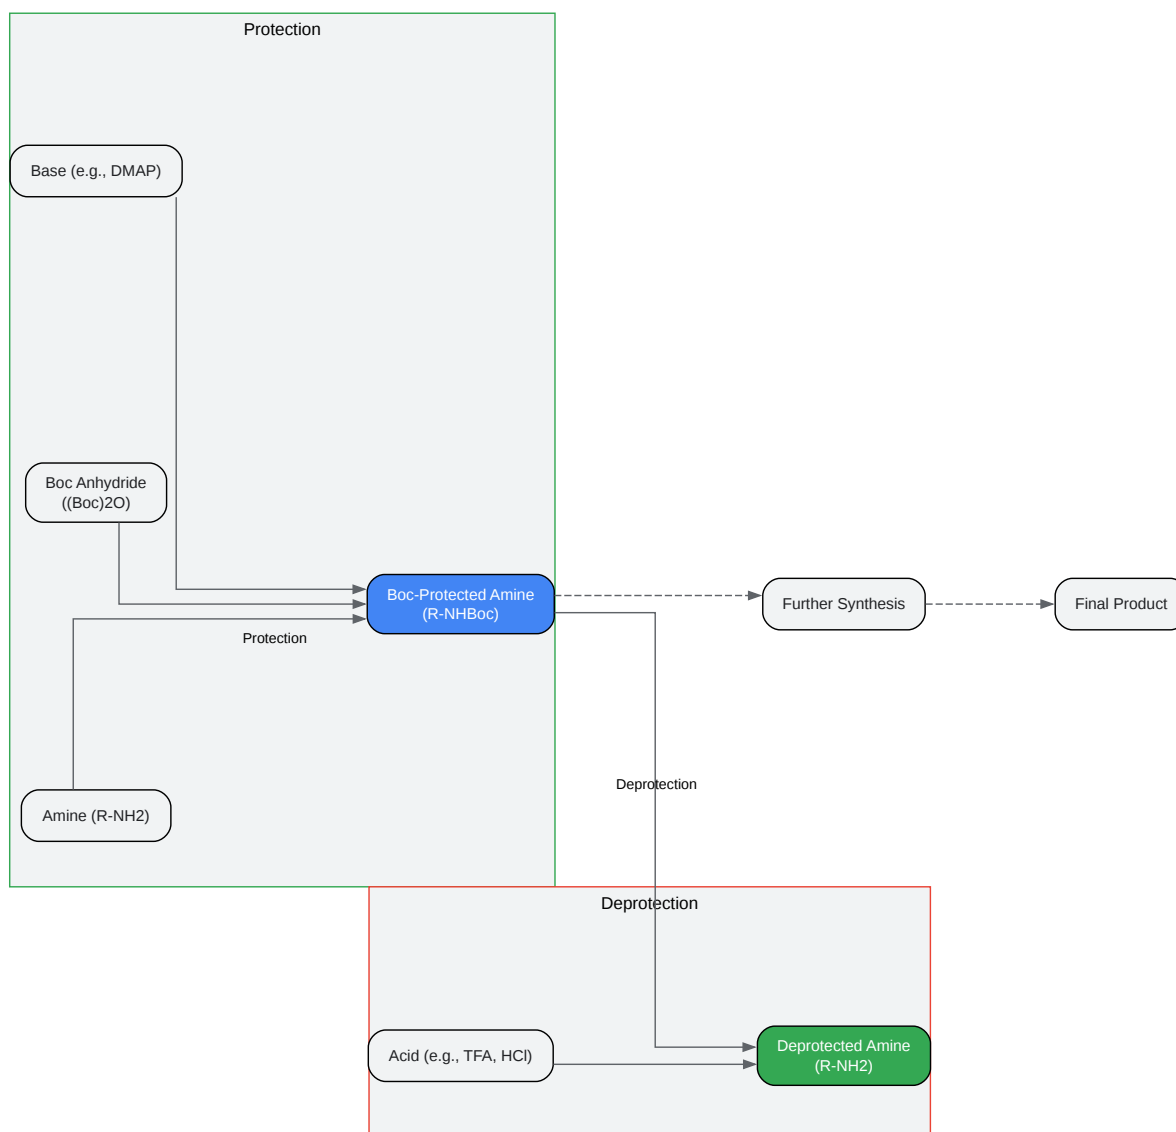 Protection
Base (e.g., DMAP)
Boc Anhydride
((Boc)2O)
Boc-Protected Amine
(R-NHBoc)
Further Synthesis
Final Product
Protection
Deprotection
Amine (R-NH2)
Deprotection
Acid (e.g., TFA, HCl)
Deprotected Amine
(R-NH2)